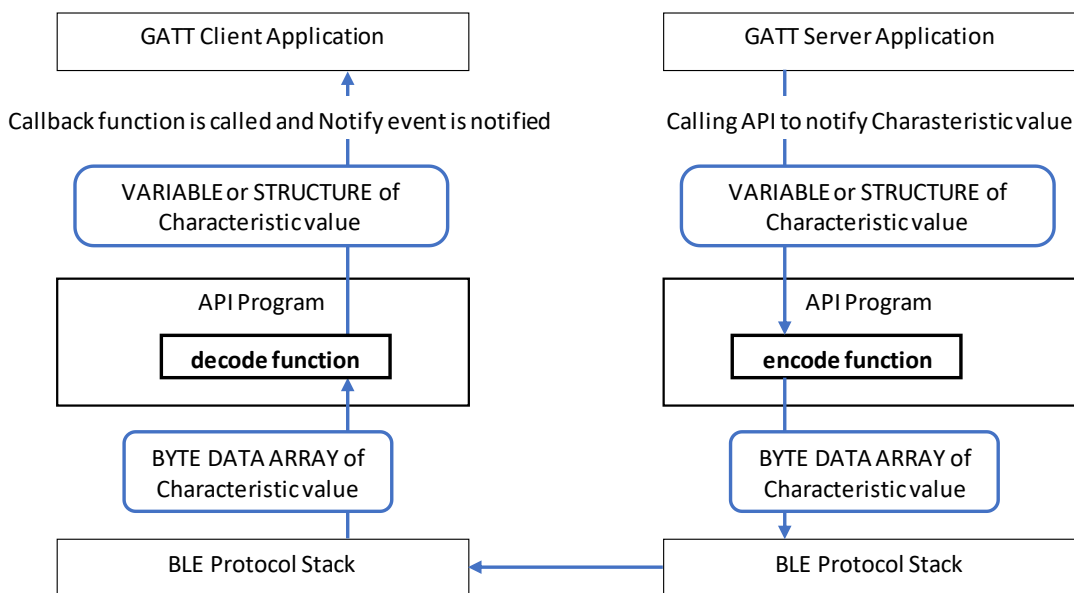 GATT Client Application
Callback function is called and Notify event is notified
VARIABLE or STRUCTURE of
Characteristic value
API Program
decode function
BYTE DATA ARRAY of
Characteristic value
BLE Protocol Stack
GATT Server Application
Calling API to notify Charasteristic value
VARIABLE or STRUCTURE of
Characteristic value
API Program
encode function
BYTE DATA ARRAY of
Characteristic value
BLE Protocol Stack